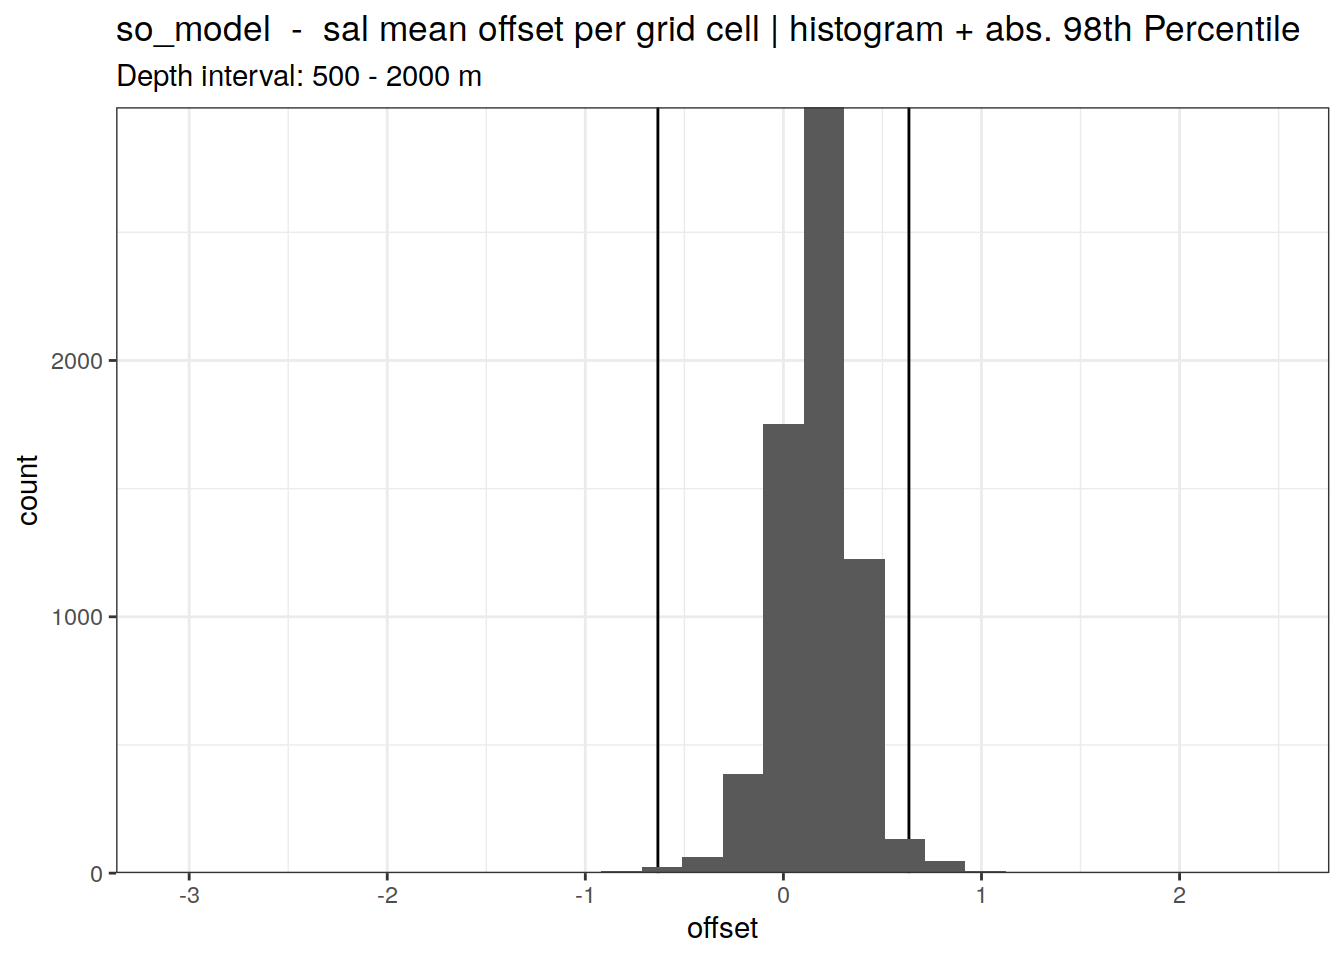 so_model  -  sal mean offset per grid cell | histogram + abs. 98th Percentile
Depth interval: 500 - 2000 m
2000
1000
0
count
-3
-2
-1
0
1
2
offset